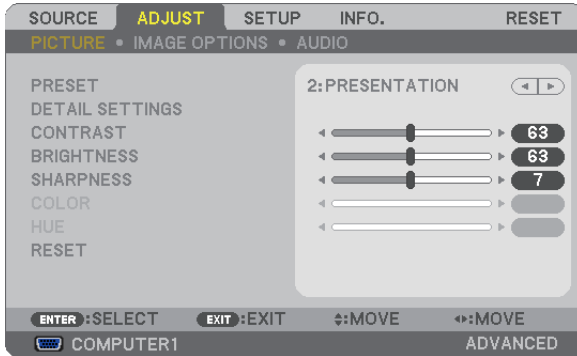 SOURCE ADJUST SETUP INFO. RESET
PICTURE • IMAGE OPTIONS • AUDIO
PRESET 2:PRESENTATION
DETAIL SETTINGS
CONTRAST 63
BRIGHTNESS 63
SHARPNESS 7
COLOR
HUE
RESET
ENTER:SELECT EXIT:EXIT :MOVE :MOVE
COMPUTER1 ADVANCED